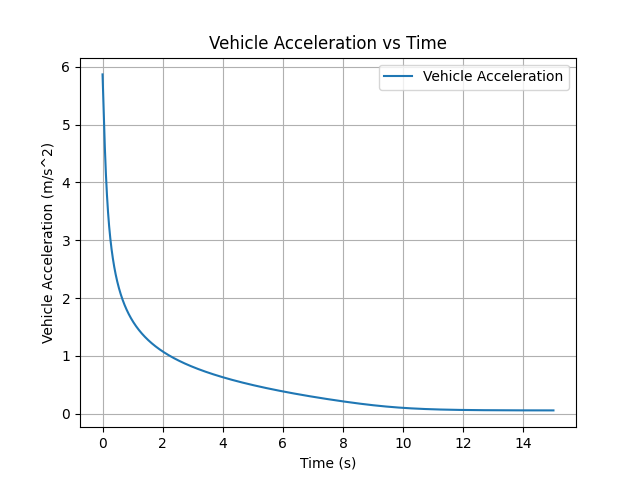 Vehicle Acceleration vs Time
Vehicle Acceleration
Vehicle Acceleration (m/s^2)
6
5
4
3
2
1
0
0 2 4 6 8 10 12 14
Time (s)